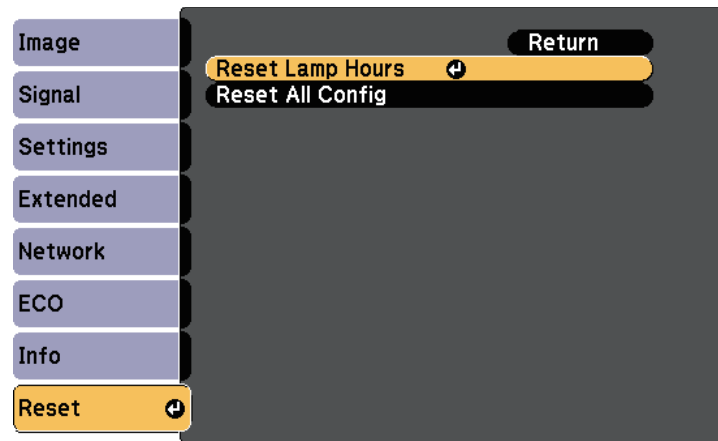 Image
Signal
Settings
Extended
Network
ECO
Info
Reset
Return
Reset Lamp Hours
Reset All Config